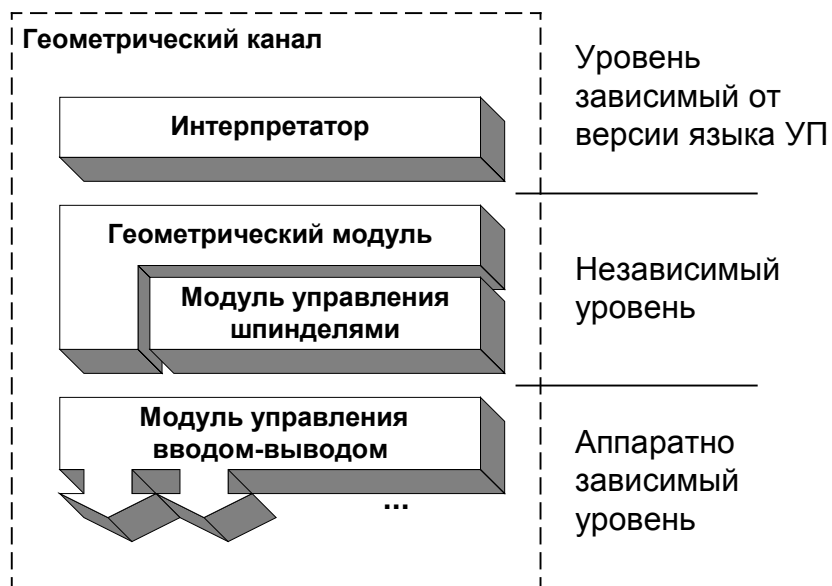 Геометрический канал
Интерпретатор
Уровень
зависимый от
версии языка УП
Геометрический модуль
Модуль управления
шпинделями
Независимый
уровень
Модуль управления
вводом-выводом
...
Аппаратно
зависимый
уровень